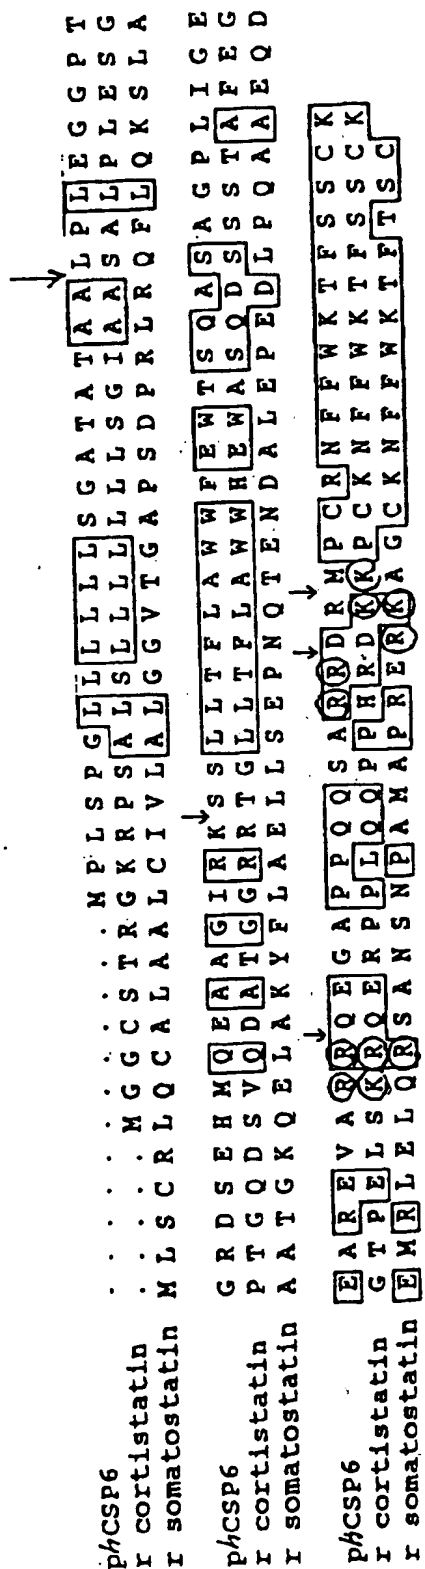 phCSP6 . . . . . . . . . . . . M P L S P G L L L L L L S G A T A T A A L P L E G G P T
r cortistatin . . . . . M G G C S T R G K R P S A L S L L L L L L L S G I A A S A L P L E S G
r somatostatin M L S C R L Q C A L A A L C I V L A L G G V T G A P S D P R L R Q F L Q K S L A
phCSP6 G R D S E H M Q E A A G I R K S S L L T F L A W W F E W T S Q A S A G P L I G E
r cortistatin P T G Q D S V Q D A T G G R R T G L L T F L A W W H E W A S Q D S S S T A F E G
r somatostatin A A T G K Q E L A K Y F L A E L L S E P N Q T E N D A L E P E D L P Q A A E Q D
phCSP6 E A R E V A R R Q E G A P P Q Q S A R R D R M P C R N F F W K T F S S C K
r cortistatin G T P E L S K R Q E R P P L Q Q P P H R D K K P C K N F F W K T F S S C K
r somatostatin E M R L E L Q R S A N S N P A M A P R E R K A G C K N F F W K T F T S C